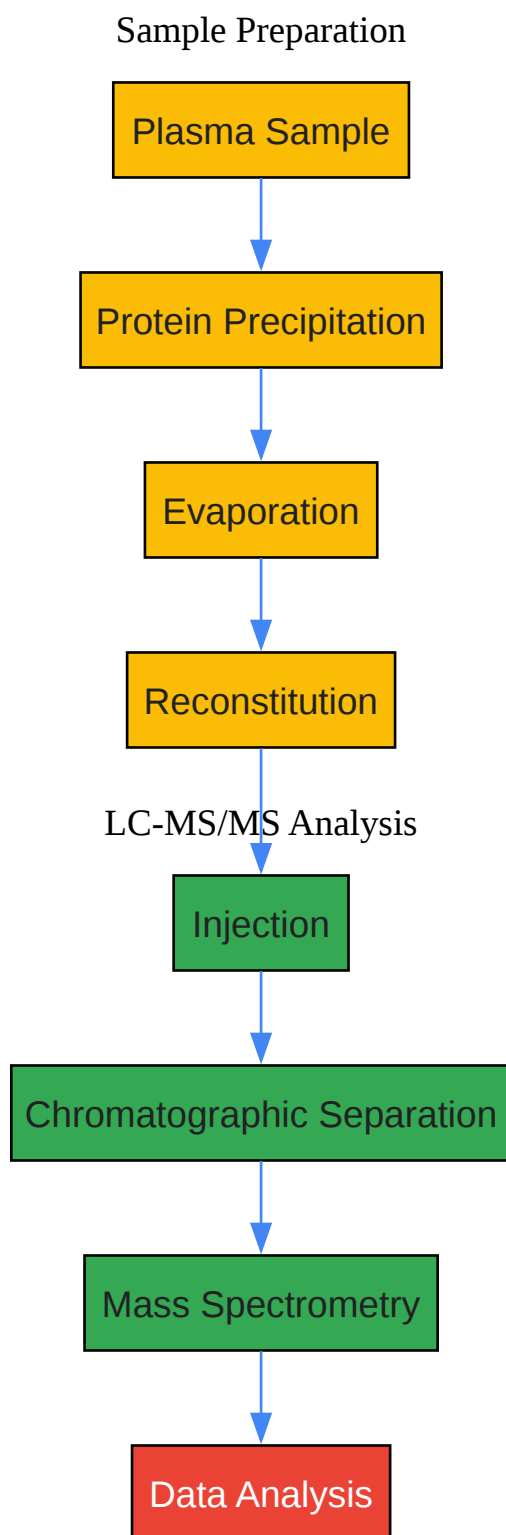 Sample Preparation
Plasma Sample
Protein Precipitation
Evaporation
Reconstitution
LC-MS/MS Analysis
Injection
Chromatographic Separation
Mass Spectrometry
Data Analysis